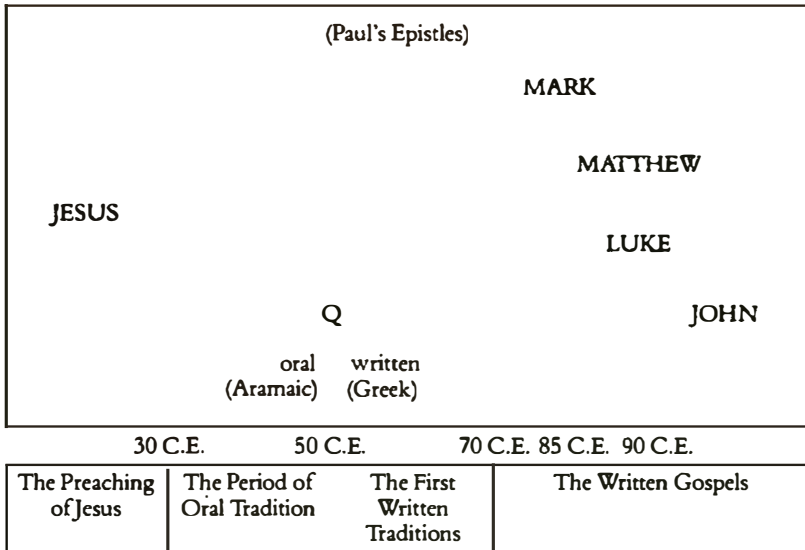 (Paul's Epistles)
MARK
MATTHEW
JESUS
LUKE
Q
JOHN
oral written
(Aramaic) (Greek)
30 C.E. 50 C.E. 70 C.E. 85 C.E. 90 C.E.
The Preaching
of Jesus
The Period of
Oral Tradition
The First
Written
Traditions
The Written Gospels